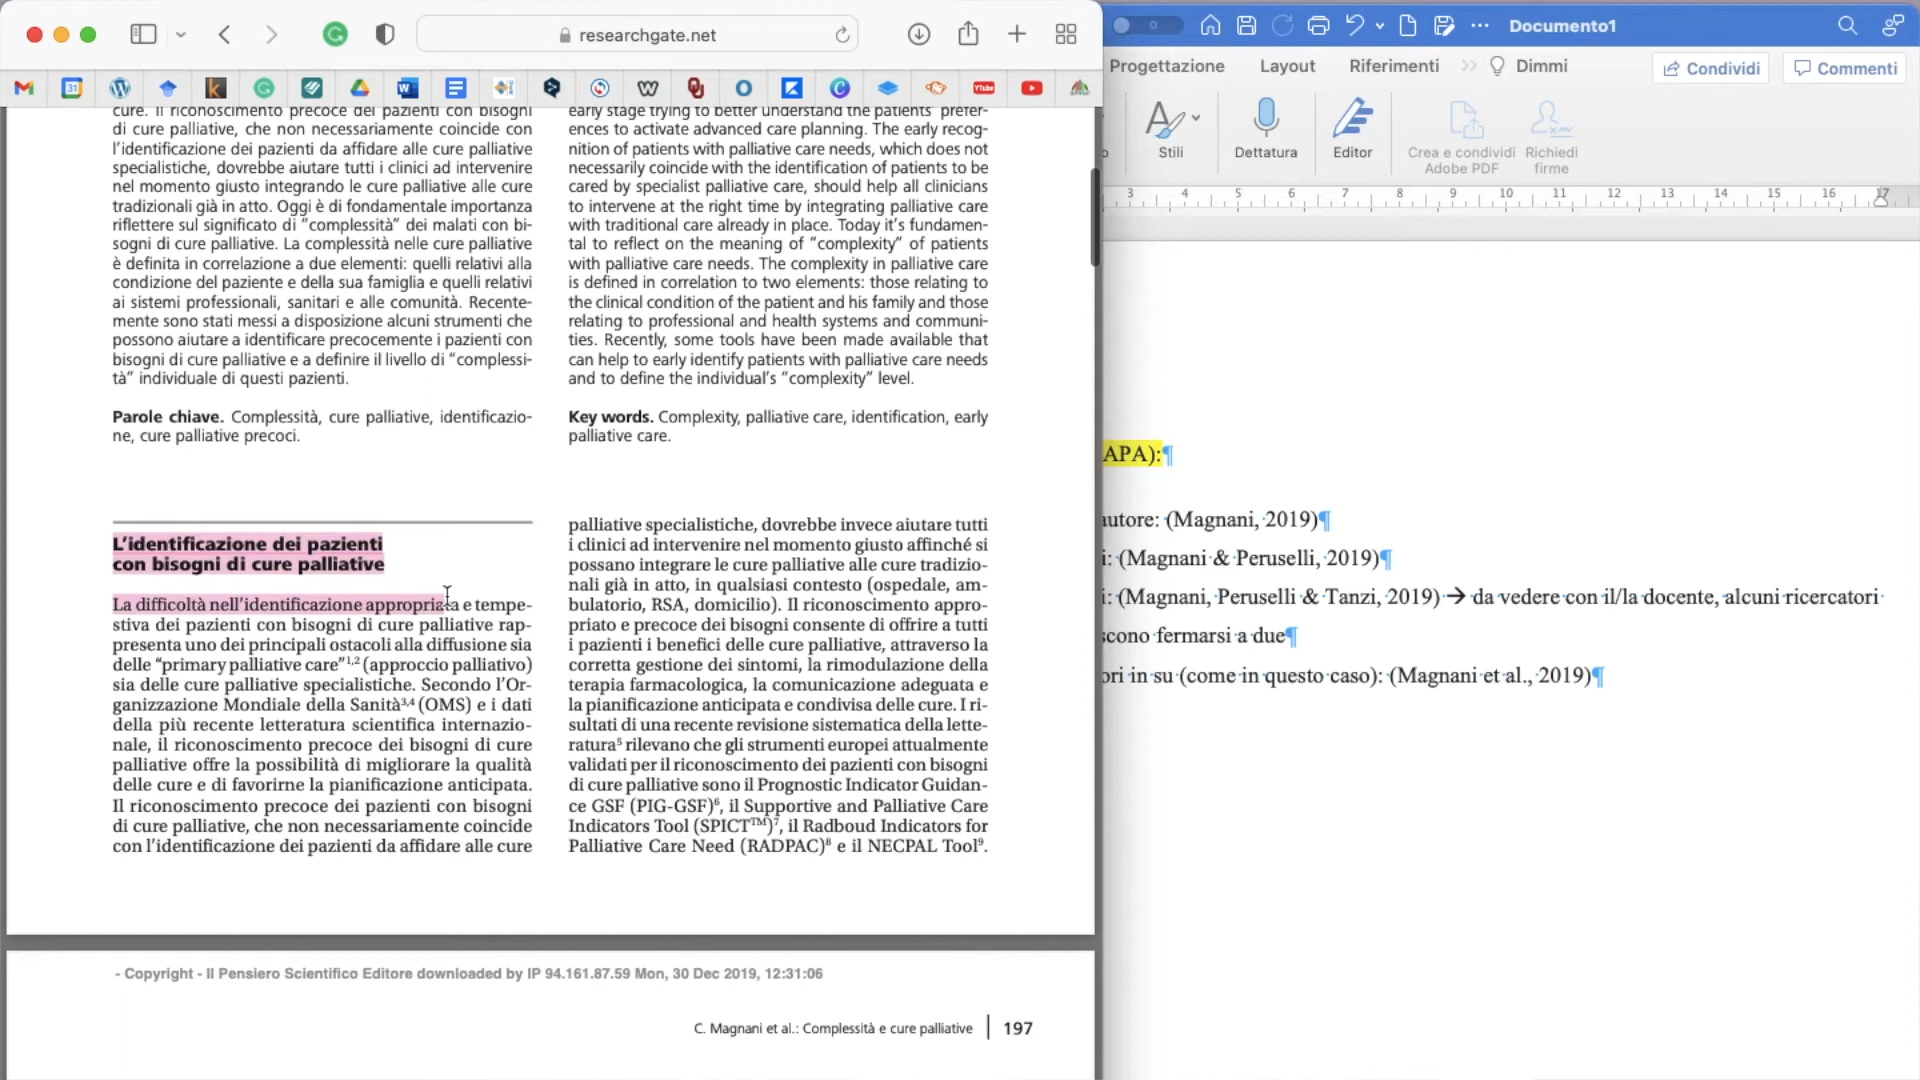 researchgate.net
Documento1
Progettazione
Layout
Riferimenti
Dimmi
Condividi
Commenti
Stili
Dettatura
Editor
Crea e condividi
Adobe PDF
Richiedi
firme
3 4 5 6 7 8 9 10 11 12 13 14 15 16 17
cure. Il riconoscimento precoce dei pazienti con bisogni
di cure palliative, che non necessariamente coincide con
l’identificazione dei pazienti da affidare alle cure palliative
specialistiche, dovrebbe aiutare tutti i clinici ad intervenire
nel momento giusto integrando le cure palliative alle cure
tradizionali già in atto. Oggi è di fondamentale importanza
riflettere sul significato di “complessità” dei malati con bi-
sogni di cure palliative. La complessità nelle cure palliative
è definita in correlazione a due elementi: quelli relativi alla
condizione del paziente e della sua famiglia e quelli relativi
ai sistemi professionali, sanitari e alle comunità. Recente-
mente sono stati messi a disposizione alcuni strumenti che
possono aiutare a identificare precocemente i pazienti con
bisogni di cure palliative e a definire il livello di “complessi-
tà” individuale di questi pazienti.
Parole chiave. Complessità, cure palliative, identificazio-
ne, cure palliative precoci.
early stage trying to better understand the patients’ prefer-
ences to activate advanced care planning. The early recog-
nition of patients with palliative care needs, which does not
necessarily coincide with the identification of patients to be
cared by specialist palliative care, should help all clinicians
to intervene at the right time by integrating palliative care
with traditional care already in place. Today it’s fundamen-
tal to reflect on the meaning of “complexity” of patients
with palliative care needs. The complexity in palliative care
is defined in correlation to two elements: those relating to
the clinical condition of the patient and his family and those
relating to professional and health systems and communi-
ties. Recently, some tools have been made available that
can help to early identify patients with palliative care needs
and to define the individual’s “complexity” level.
Key words. Complexity, palliative care, identification, early
palliative care.
L’identificazione dei pazienti
con bisogni di cure palliative
La difficoltà nell’identificazione appropriata e tempe-
stiva dei pazienti con bisogni di cure palliative rap-
presenta uno dei principali ostacoli alla diffusione sia
delle “primary palliative care”1,2 (approccio palliativo)
sia delle cure palliative specialistiche. Secondo l’Or-
ganizzazione Mondiale della Sanità3,4 (OMS) e i dati
della più recente letteratura scientifica internazio-
nale, il riconoscimento precoce dei bisogni di cure
palliative offre la possibilità di migliorare la qualità
delle cure e di favorirne la pianificazione anticipata.
Il riconoscimento precoce dei pazienti con bisogni
di cure palliative, che non necessariamente coincide
con l’identificazione dei pazienti da affidare alle cure
palliative specialistiche, dovrebbe invece aiutare tutti
i clinici ad intervenire nel momento giusto affinché si
possano integrare le cure palliative alle cure tradizio-
nali già in atto, in qualsiasi contesto (ospedale, am-
bulatorio, RSA, domicilio). Il riconoscimento appro-
priato e precoce dei bisogni consente di offrire a tutti
i pazienti i benefici delle cure palliative, attraverso la
corretta gestione dei sintomi, la rimodulazione della
terapia farmacologica, la comunicazione adeguata e
la pianificazione anticipata e condivisa delle cure. I ri-
sultati di una recente revisione sistematica della lette-
ratura5 rilevano che gli strumenti europei attualmente
validati per il riconoscimento dei pazienti con bisogni
di cure palliative sono il Prognostic Indicator Guidan-
ce GSF (PIG-GSF)6, il Supportive and Palliative Care
Indicators Tool (SPICT™)7, il Radboud Indicators for
Palliative Care Need (RADPAC)8 e il NECPAL Tool9.
- Copyright - Il Pensiero Scientifico Editore downloaded by IP 94.161.87.59 Mon, 30 Dec 2019, 12:31:06
C. Magnani et al.: Complessità e cure palliative 197
APA):¶
autore: (Magnani, 2019)¶
i: (Magnani & Peruselli, 2019)¶
i: (Magnani, Peruselli & Tanzi, 2019) → da vedere con il/la docente, alcuni ricercatori
scono fermarsi a due¶
ori in su (come in questo caso): (Magnani et al., 2019)¶